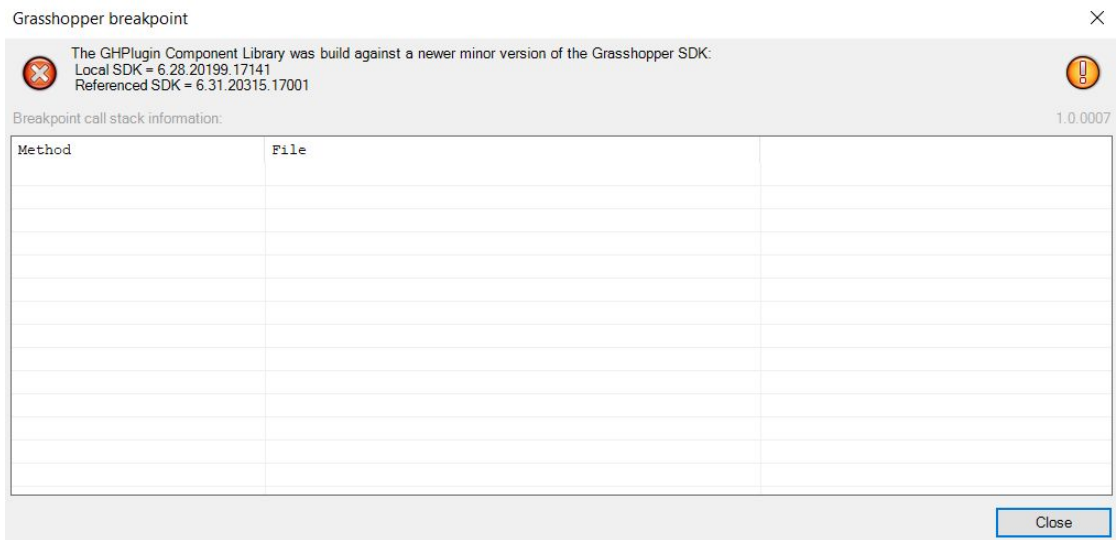 Grasshopper breakpoint
The GHPlugin Component Library was build against a newer minor version of the Grasshopper SDK:
Local SDK = 6.28.20199.17141
Referenced SDK = 6.31.20315.17001
Breakpoint call stack information:
1.0.0007
Method
File
Close